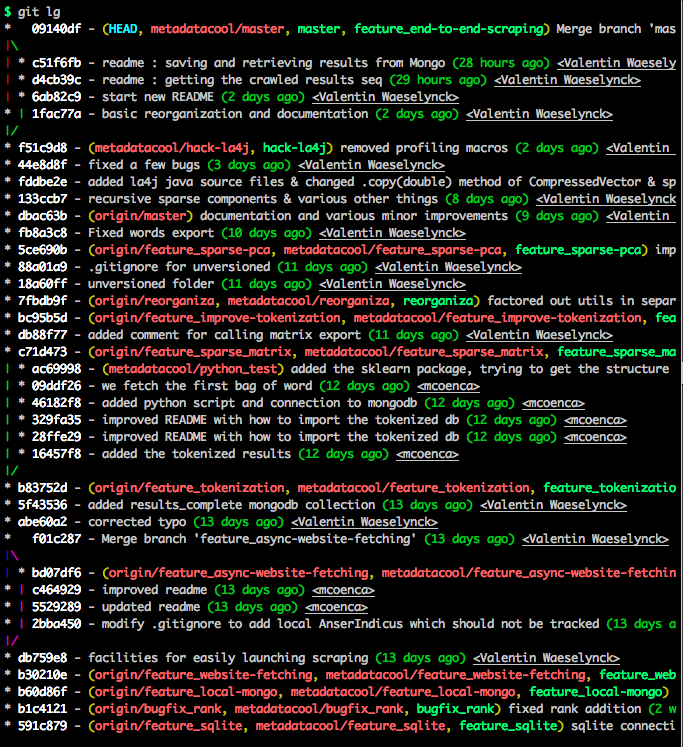 $ git lg
*   09140df - (HEAD, metadatacool/master, master, feature_end-to-end-scraping) Merge branch 'mas
|\
| * c51f6fb - readme : saving and retrieving results from Mongo (28 hours ago) <Valentin Waesely
| * d4cb39c - readme : getting the crawled results seq (29 hours ago) <Valentin Waeselynck>
| * 6ab82c9 - start new README (2 days ago) <Valentin Waeselynck>
* | 1fac77a - basic reorganization and documentation (2 days ago) <Valentin Waeselynck>
|/
* f51c9d8 - (metadatacool/hack-la4j, hack-la4j) removed profiling macros (2 days ago) <Valentin
* 44e8d8f - fixed a few bugs (3 days ago) <Valentin Waeselynck>
* fddbe2e - added la4j java source files & changed .copy(double) method of CompressedVector & sp
* 133ccb7 - recursive sparse components & various other things (8 days ago) <Valentin Waeselynck
* dbac63b - (origin/master) documentation and various minor improvements (9 days ago) <Valentin
* fb8a3c8 - Fixed words export (10 days ago) <Valentin Waeselynck>
* 5ce690b - (origin/feature_sparse-pca, metadatacool/feature_sparse-pca, feature_sparse-pca) imp
* 88a01a9 - .gitignore for unversioned (11 days ago) <Valentin Waeselynck>
* 18a60ff - unversioned folder (11 days ago) <Valentin Waeselynck>
* 7fbdb9f - (origin/reorganiza, metadatacool/reorganiza, reorganiza) factored out utils in separ
* bc95b5d - (origin/feature_improve-tokenization, metadatacool/feature_improve-tokenization, fea
* db88f77 - added comment for calling matrix export (11 days ago) <Valentin Waeselynck>
* c71d473 - (origin/feature_sparse_matrix, metadatacool/feature_sparse_matrix, feature_sparse_ma
| * ac69998 - (metadatacool/python_test) added the sklearn package, trying to get the structure
| * 09ddf26 - we fetch the first bag of word (12 days ago) <mcoenca>
| * 46182f8 - added python script and connection to mongodb (12 days ago) <mcoenca>
| * 329fa35 - improved README with how to import the tokenized db (12 days ago) <mcoenca>
| * 28ffe29 - improved README with how to import the tokenized db (12 days ago) <mcoenca>
| * 16457f8 - added the tokenized results (12 days ago) <mcoenca>
|/
* b83752d - (origin/feature_tokenization, metadatacool/feature_tokenization, feature_tokenizatio
* 5f43536 - added results_complete mongodb collection (13 days ago) <Valentin Waeselynck>
* abe60a2 - corrected typo (13 days ago) <Valentin Waeselynck>
*   f01c287 - Merge branch 'feature_async-website-fetching' (13 days ago) <Valentin Waeselynck>
|\
| * bd07df6 - (origin/feature_async-website-fetching, metadatacool/feature_async-website-fetchin
* | c464929 - improved readme (13 days ago) <mcoenca>
* | 5529289 - updated readme (13 days ago) <mcoenca>
* | 2bba450 - modify .gitignore to add local AnserIndicus which should not be tracked (13 days a
|/
* db759e8 - facilities for easily launching scraping (13 days ago) <Valentin Waeselynck>
* b30210e - (origin/feature_website-fetching, metadatacool/feature_website-fetching, feature_web
* b60d86f - (origin/feature_local-mongo, metadatacool/feature_local-mongo, feature_local-mongo)
* b1c4121 - (origin/bugfix_rank, metadatacool/bugfix_rank, bugfix_rank) fixed rank addition (2 w
* 591c879 - (origin/feature_sqlite, metadatacool/feature_sqlite, feature_sqlite) sqlite connecti